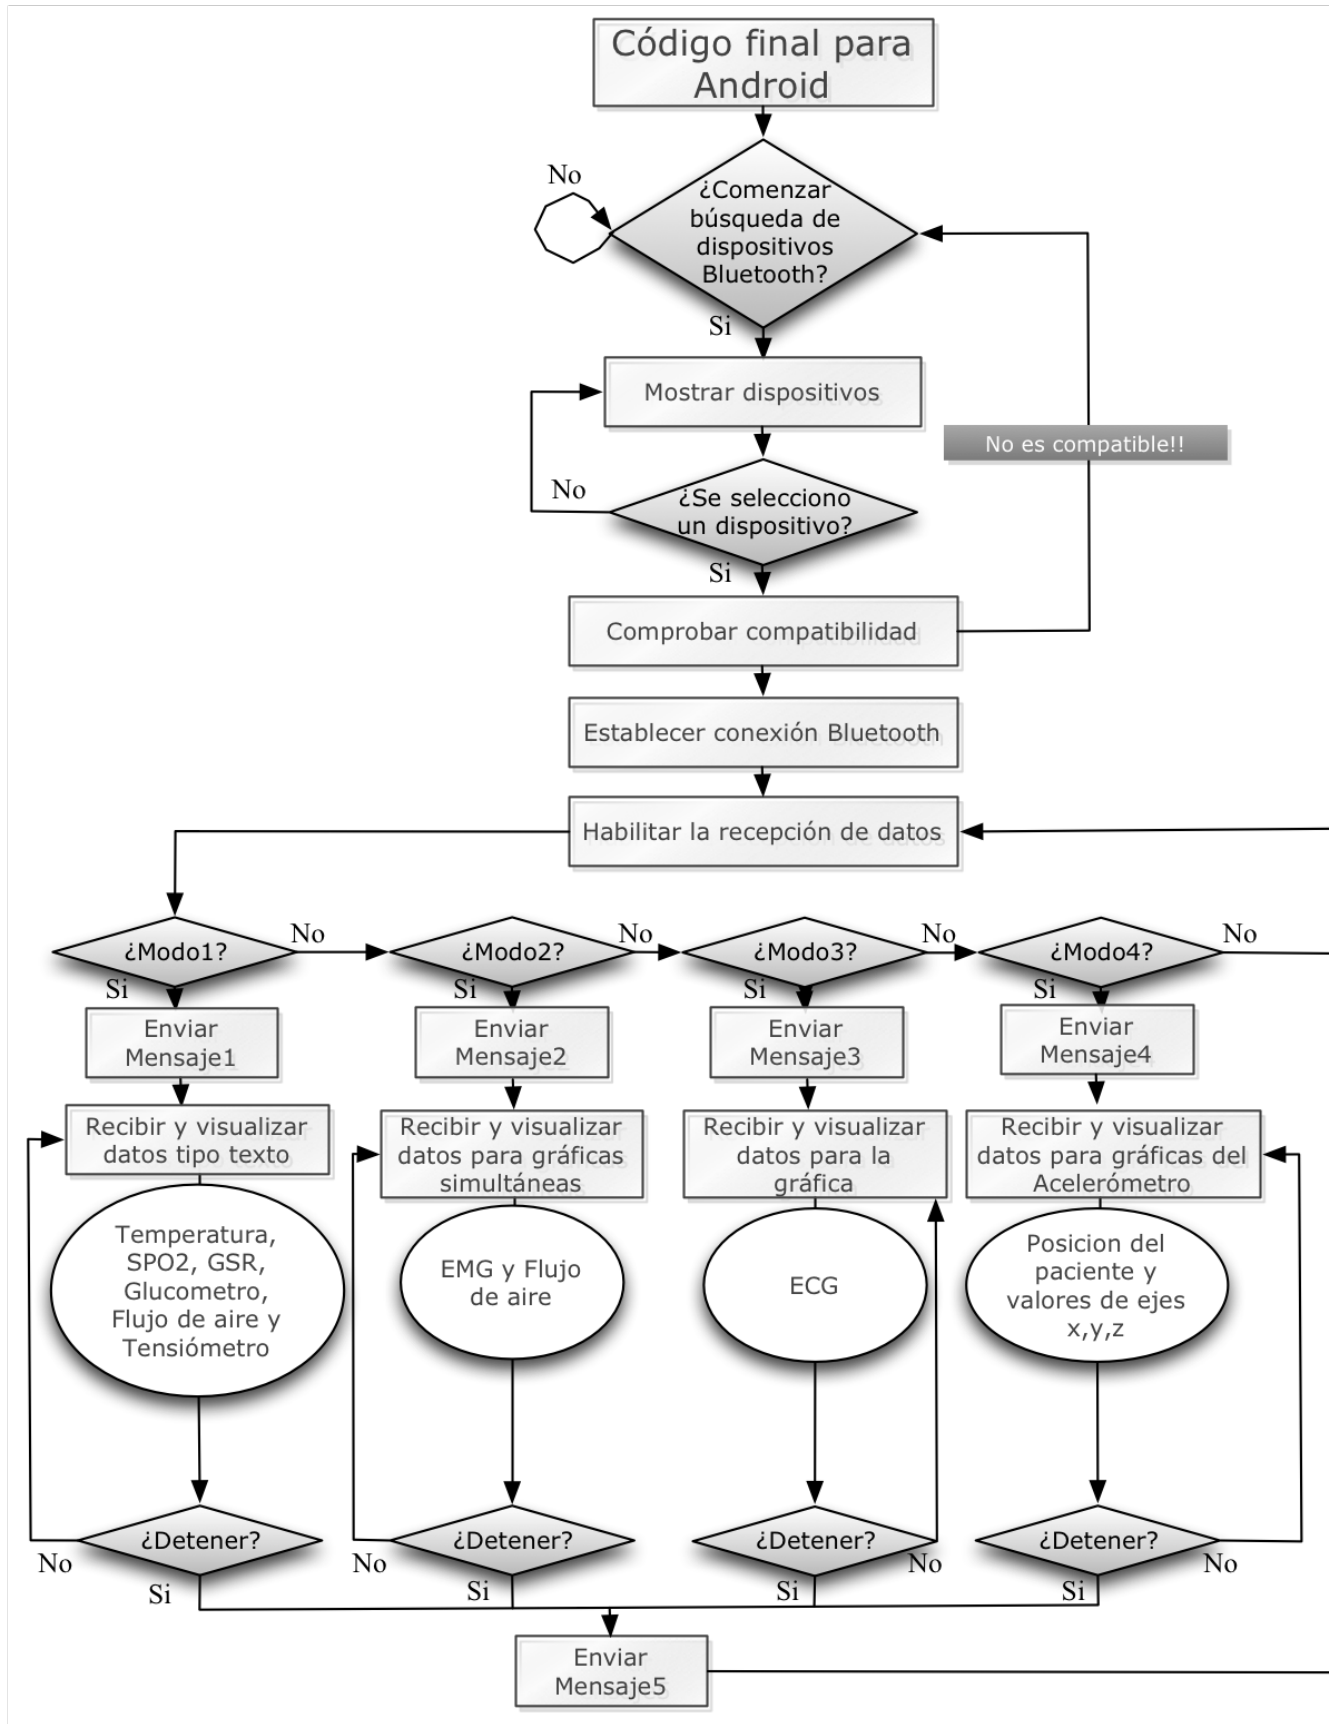 Código final para
Android
No
¿Comenzar
búsqueda de
dispositivos
Bluetooth?
Si
Mostrar dispositivos
No es compatible!!
No
¿Se selecciono
un dispositivo?
Si
Comprobar compatibilidad
Establecer conexión Bluetooth
Habilitar la recepción de datos
¿Modo1?
No
¿Modo2?
No
¿Modo3?
No
¿Modo4?
No
Si
Si
Si
Si
Enviar
Mensaje1
Enviar
Mensaje2
Enviar
Mensaje3
Enviar
Mensaje4
Recibir y visualizar
datos tipo texto
Recibir y visualizar
datos para gráficas
simultáneas
Recibir y visualizar
datos para la
gráfica
Recibir y visualizar
datos para gráficas del
Acelerómetro
Temperatura,
SPO2, GSR,
Glucometro,
Flujo de aire y
Tensiómetro
EMG y Flujo
de aire
ECG
Posicion del
paciente y
valores de ejes
x,y,z
¿Detener?
No
Si
¿Detener?
No
Si
¿Detener?
No
Si
¿Detener?
No
Si
Enviar
Mensaje5